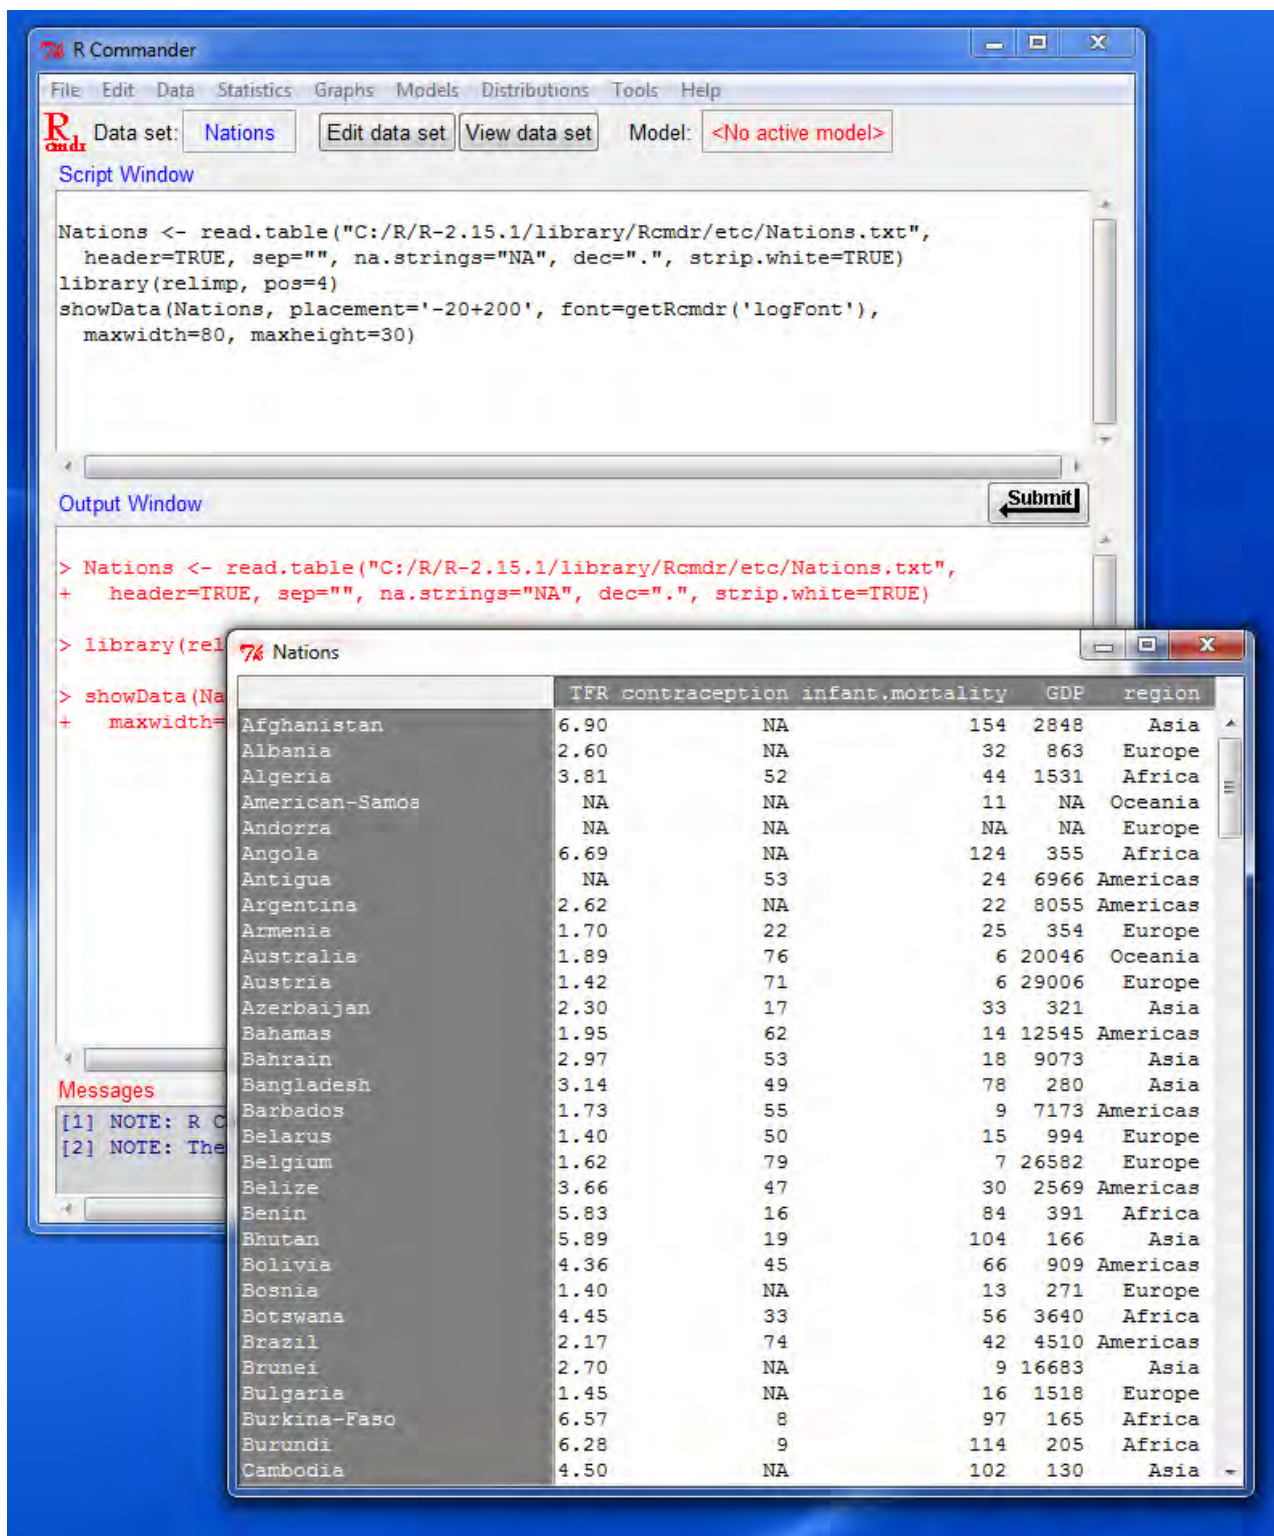 R Commander
File Edit Data Statistics Graphs Models Distributions Tools Help
R cmdr Data set: Nations Edit data set View data set Model: <No active model>
Script Window
Nations <- read.table("C:/R/R-2.15.1/library/Rcmdr/etc/Nations.txt",
  header=TRUE, sep="", na.strings="NA", dec=".", strip.white=TRUE)
library(relimp, pos=4)
showData(Nations, placement='-20+200', font=getRcmdr('logFont'),
  maxwidth=80, maxheight=30)
Output Window
Submit
> Nations <- read.table("C:/R/R-2.15.1/library/Rcmdr/etc/Nations.txt",
+   header=TRUE, sep="", na.strings="NA", dec=".", strip.white=TRUE)
> library(rel
> showData(Na
+   maxwidth=
Messages
[1] NOTE: R C
[2] NOTE: The
Nations
TFR contraception infant.mortality GDP region
Afghanistan 6.90 NA 154 2848 Asia
Albania 2.60 NA 32 863 Europe
Algeria 3.81 52 44 1531 Africa
American-Samoa NA NA 11 NA Oceania
Andorra NA NA NA NA Europe
Angola 6.69 NA 124 355 Africa
Antigua NA 53 24 6966 Americas
Argentina 2.62 NA 22 8055 Americas
Armenia 1.70 22 25 354 Europe
Australia 1.89 76 6 20046 Oceania
Austria 1.42 71 6 29006 Europe
Azerbaijan 2.30 17 33 321 Asia
Bahamas 1.95 62 14 12545 Americas
Bahrain 2.97 53 18 9073 Asia
Bangladesh 3.14 49 78 280 Asia
Barbados 1.73 55 9 7173 Americas
Belarus 1.40 50 15 994 Europe
Belgium 1.62 79 7 26582 Europe
Belize 3.66 47 30 2569 Americas
Benin 5.83 16 84 391 Africa
Bhutan 5.89 19 104 166 Asia
Bolivia 4.36 45 66 909 Americas
Bosnia 1.40 NA 13 271 Europe
Botswana 4.45 33 56 3640 Africa
Brazil 2.17 74 42 4510 Americas
Brunei 2.70 NA 9 16683 Asia
Bulgaria 1.45 NA 16 1518 Europe
Burkina-Faso 6.57 8 97 165 Africa
Burundi 6.28 9 114 205 Africa
Cambodia 4.50 NA 102 130 Asia